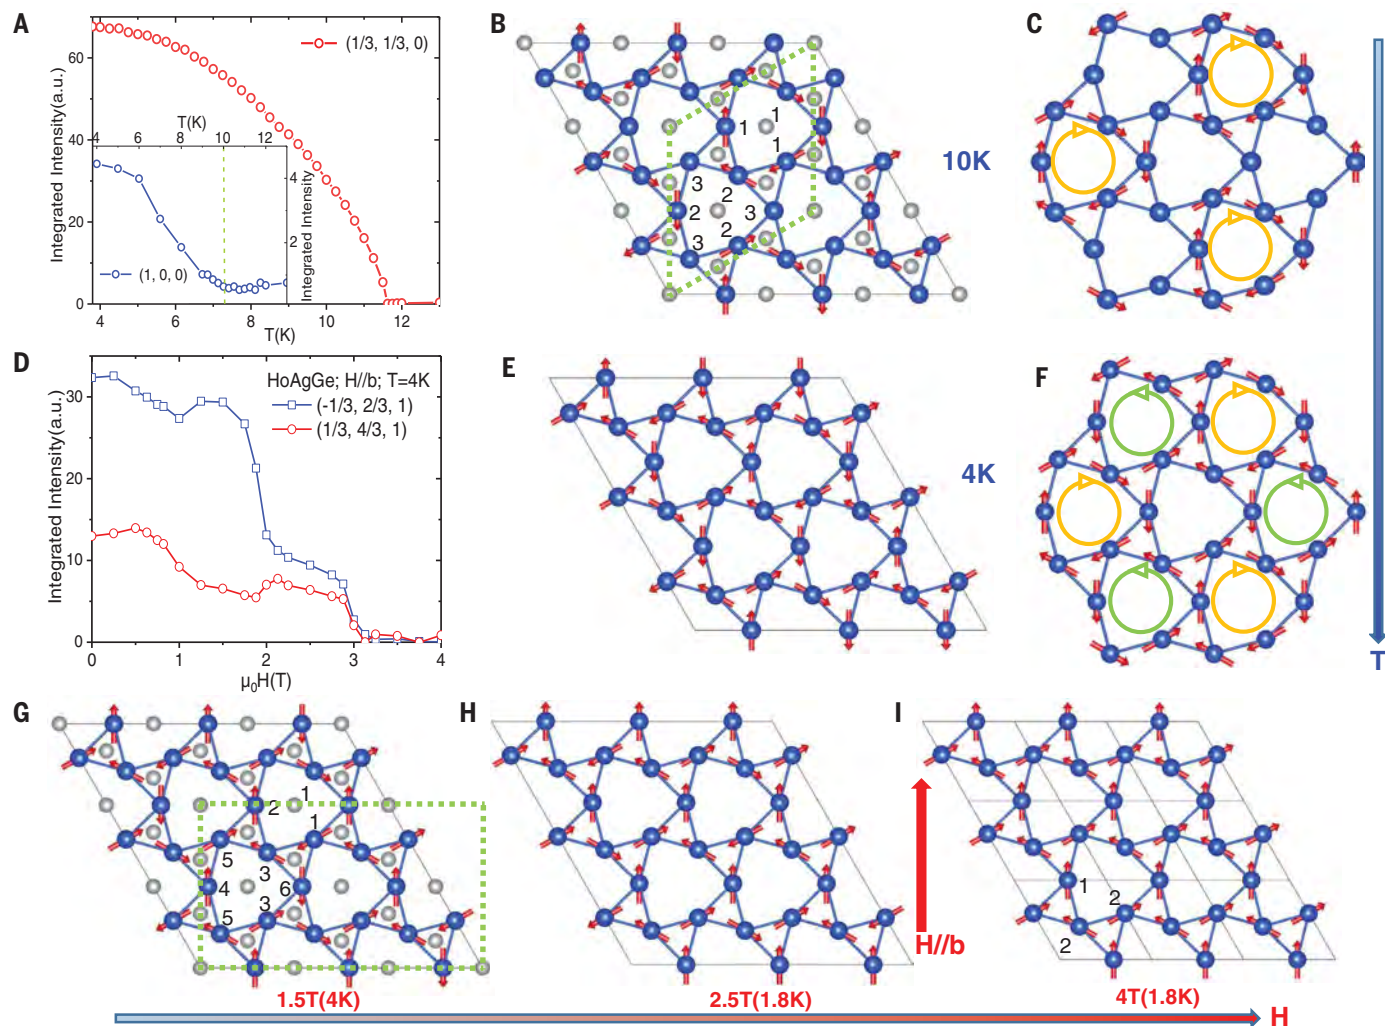 A
Integrated Intensity(a.u.)
60
40
20
0
4
6
8
10
12
T(K)
(1/3, 1/3, 0)
T(K)
4
6
8
10
12
4
2
Integrated Intensity
(1, 0, 0)
B
1
1
1
3
2
2
3
2
3
10K
C
D
Integrated Intensity(a.u.)
30
20
10
0
0
1
2
3
4
μ₀H(T)
HoAgGe; H//b; T=4K
(-1/3, 2/3, 1)
(1/3, 4/3, 1)
E
4K
F
T
G
1
2
1
5
3
4
6
3
5
1.5T(4K)
H
2.5T(1.8K)
H//b
I
1
2
2
4T(1.8K)
H